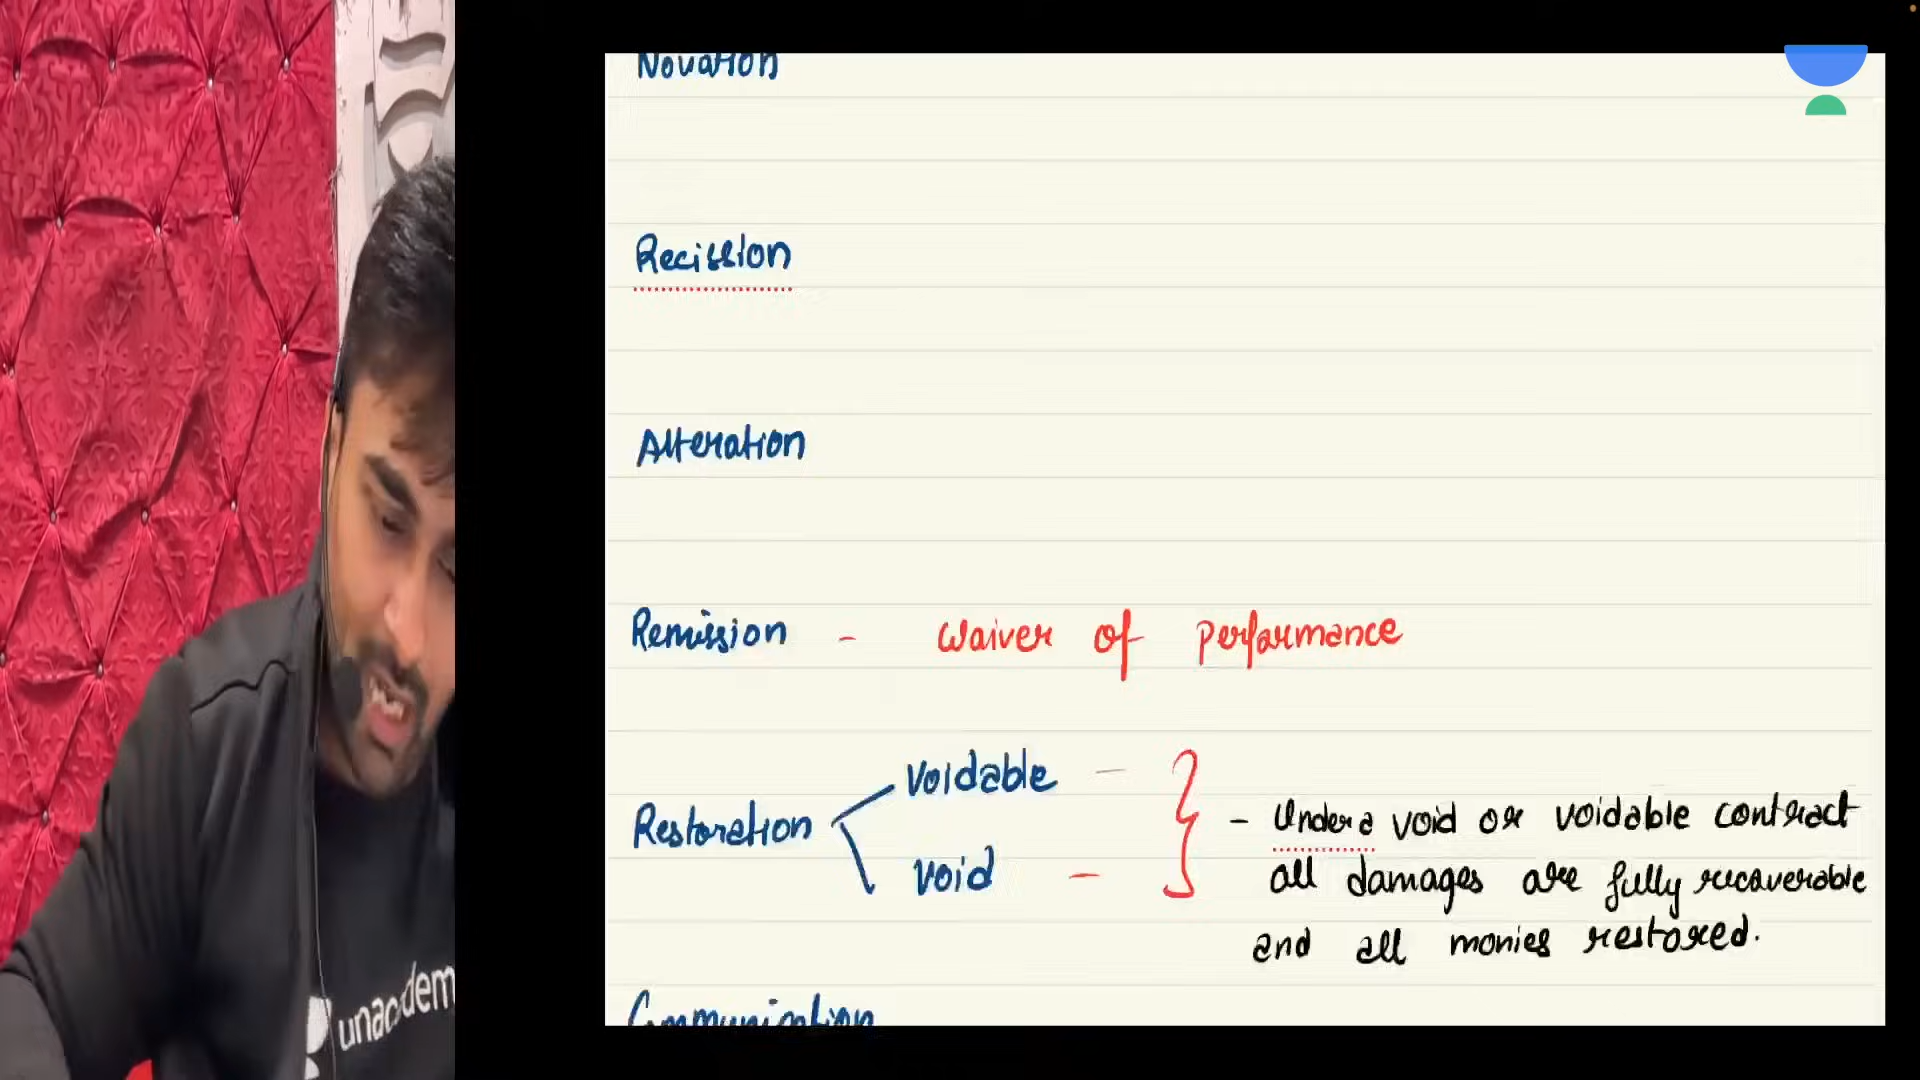 Novation
Recission
Alteration
Remission - Waiver of performance
Voidable -
Restoration
void -
- Under a void or voidable contract
all damages are fully recoverable
and all monies restored.
Communication
unacadem